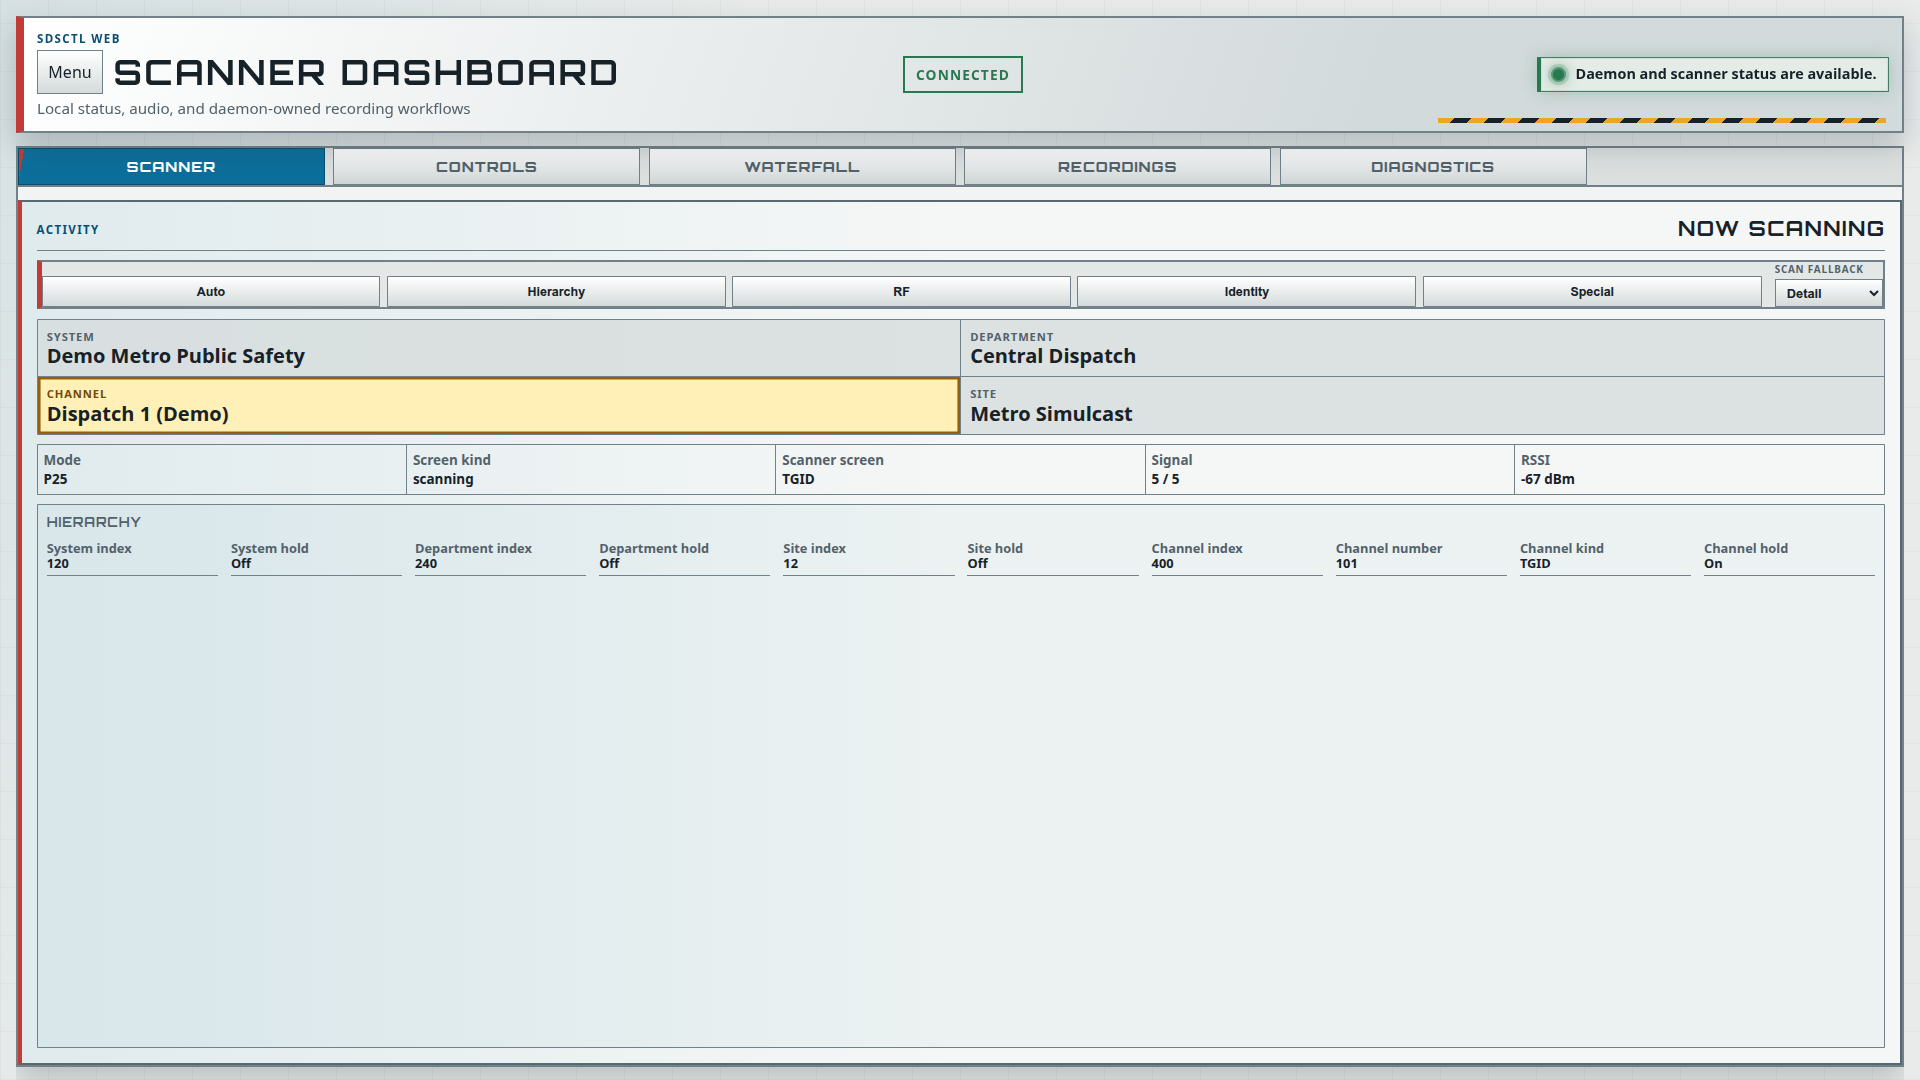 SDSCTL WEB
Menu
SCANNER DASHBOARD
Local status, audio, and daemon-owned recording workflows
CONNECTED
Daemon and scanner status are available.
SCANNER
CONTROLS
WATERFALL
RECORDINGS
DIAGNOSTICS
ACTIVITY
NOW SCANNING
Auto
Hierarchy
RF
Identity
Special
SCAN FALLBACK
Detail
SYSTEM
Demo Metro Public Safety
DEPARTMENT
Central Dispatch
CHANNEL
Dispatch 1 (Demo)
SITE
Metro Simulcast
Mode
P25
Screen kind
scanning
Scanner screen
TGID
Signal
5 / 5
RSSI
-67 dBm
HIERARCHY
System index
120
System hold
Off
Department index
240
Department hold
Off
Site index
12
Site hold
Off
Channel index
400
Channel number
101
Channel kind
TGID
Channel hold
On